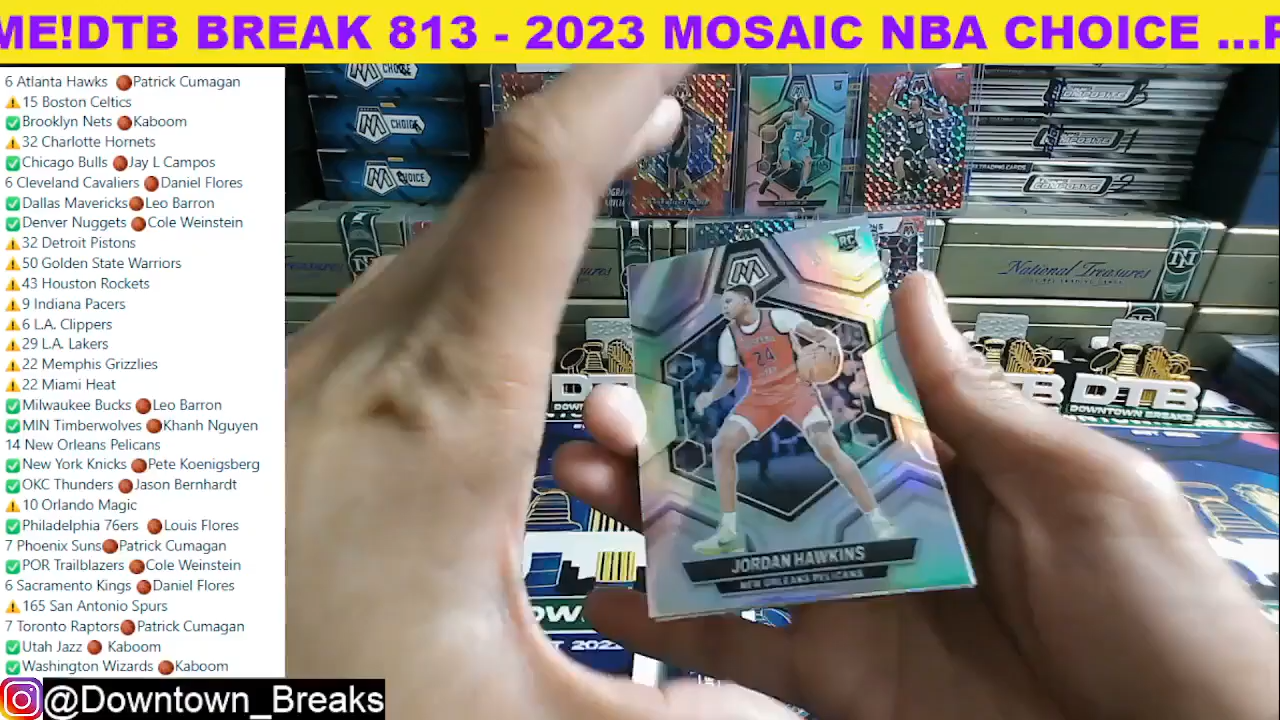 ME!DTB BREAK 813 - 2023 MOSAIC NBA CHOICE ...P
6 Atlanta Hawks Patrick Cumagan
15 Boston Celtics
Brooklyn Nets Kaboom
32 Charlotte Hornets
Chicago Bulls Jay L Campos
6 Cleveland Cavaliers Daniel Flores
Dallas Mavericks Leo Barron
Denver Nuggets Cole Weinstein
32 Detroit Pistons
50 Golden State Warriors
43 Houston Rockets
9 Indiana Pacers
6 L.A. Clippers
29 L.A. Lakers
22 Memphis Grizzlies
22 Miami Heat
Milwaukee Bucks Leo Barron
MIN Timberwolves Khanh Nguyen
14 New Orleans Pelicans
New York Knicks Pete Koenigsberg
OKC Thunders Jason Bernhardt
10 Orlando Magic
Philadelphia 76ers Louis Flores
7 Phoenix Suns Patrick Cumagan
POR Trailblazers Cole Weinstein
6 Sacramento Kings Daniel Flores
165 San Antonio Spurs
7 Toronto Raptors Patrick Cumagan
Utah Jazz Kaboom
Washington Wizards Kaboom
@Downtown_Breaks
CHOICE
CHOICE
National Treasures
RC
24
JORDAN HAWKINS
NEW ORLEANS PELICANS
DTB
DOWNTOWN BREAKS